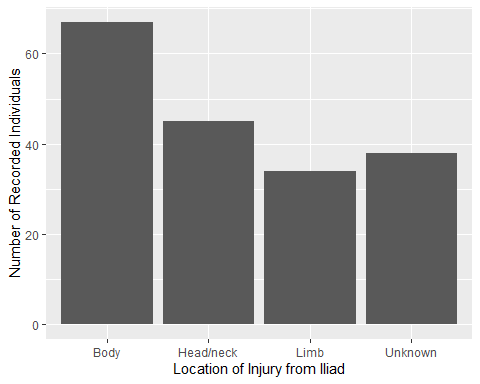 Number of Recorded Individuals
60
40
20
0
Body Head/neck Limb Unknown
Location of Injury from Iliad